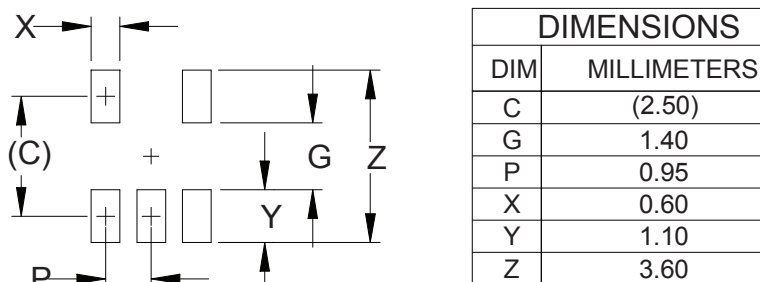 X
(C)
G
Z
Y
P
DIMENSIONS
DIM MILLIMETERS
C (2.50)
G 1.40
P 0.95
X 0.60
Y 1.10
Z 3.60